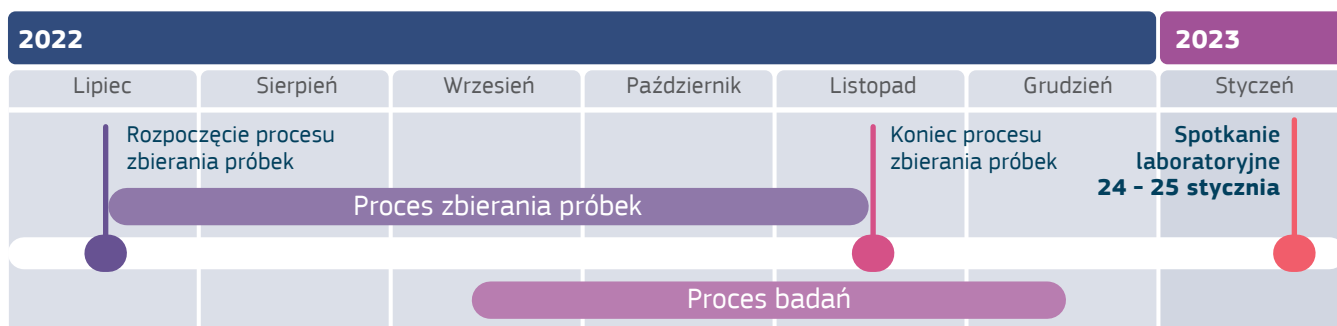 2022
2023
Lipiec
Sierpień
Wrzesień
Październik
Listopad
Grudzień
Styczeń
Rozpoczęcie procesu
zbierania próbek
Koniec procesu
zbierania próbek
Spotkanie
laboratoryjne
24 - 25 stycznia
Proces zbierania próbek
Proces badań